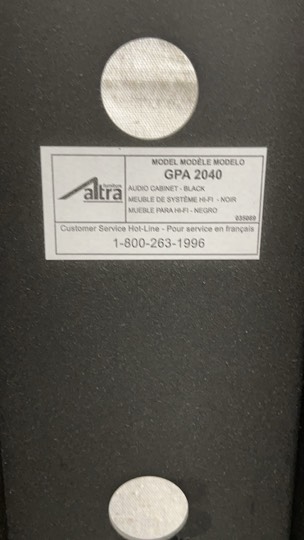 furniture
altra
MODEL MODÈLE MODELO
GPA 2040
AUDIO CABINET - BLACK
MEUBLE DE SYSTÈME HI-FI - NOIR
MUEBLE PARA HI-FI - NEGRO
035069
Customer Service Hot-Line - Pour service en français
1-800-263-1996